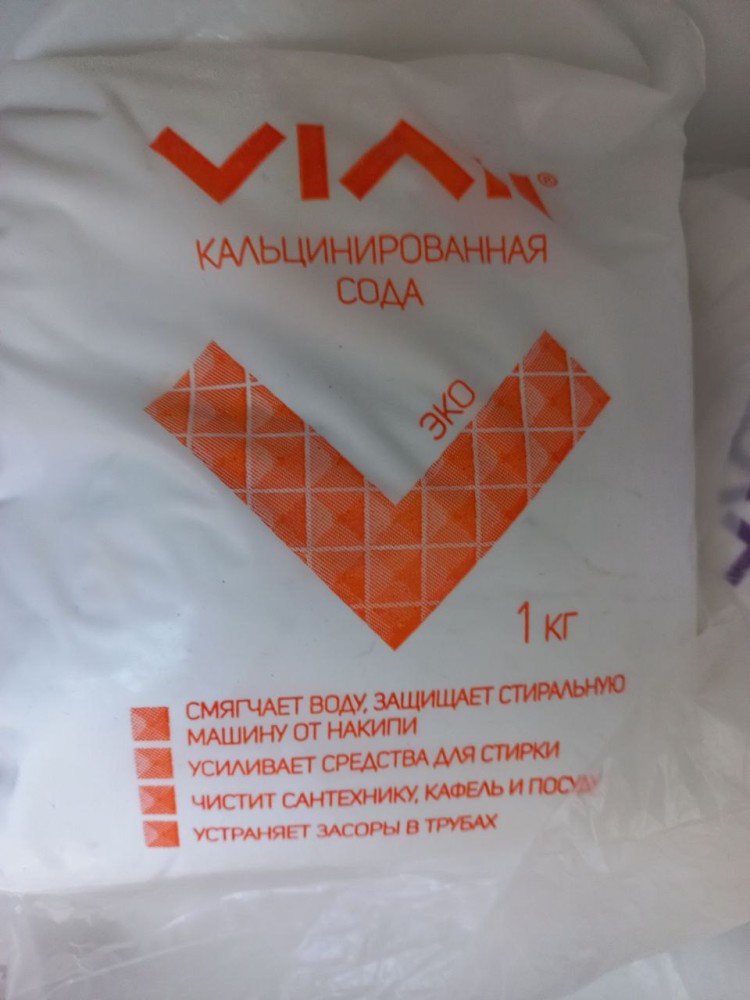 КАЛЬЦИНИРОВАННАЯ
СОДА
ЭКО
1 КГ
СМЯГЧАЕТ ВОДУ, ЗАЩИЩАЕТ СТИРАЛЬНУЮ
МАШИНУ ОТ НАКИПИ
УСИЛИВАЕТ СРЕДСТВА ДЛЯ СТИРКИ
ЧИСТИТ САНТЕХНИКУ, КАФЕЛЬ И ПОСУДУ
УСТРАНЯЕТ ЗАСОРЫ В ТРУБАХ